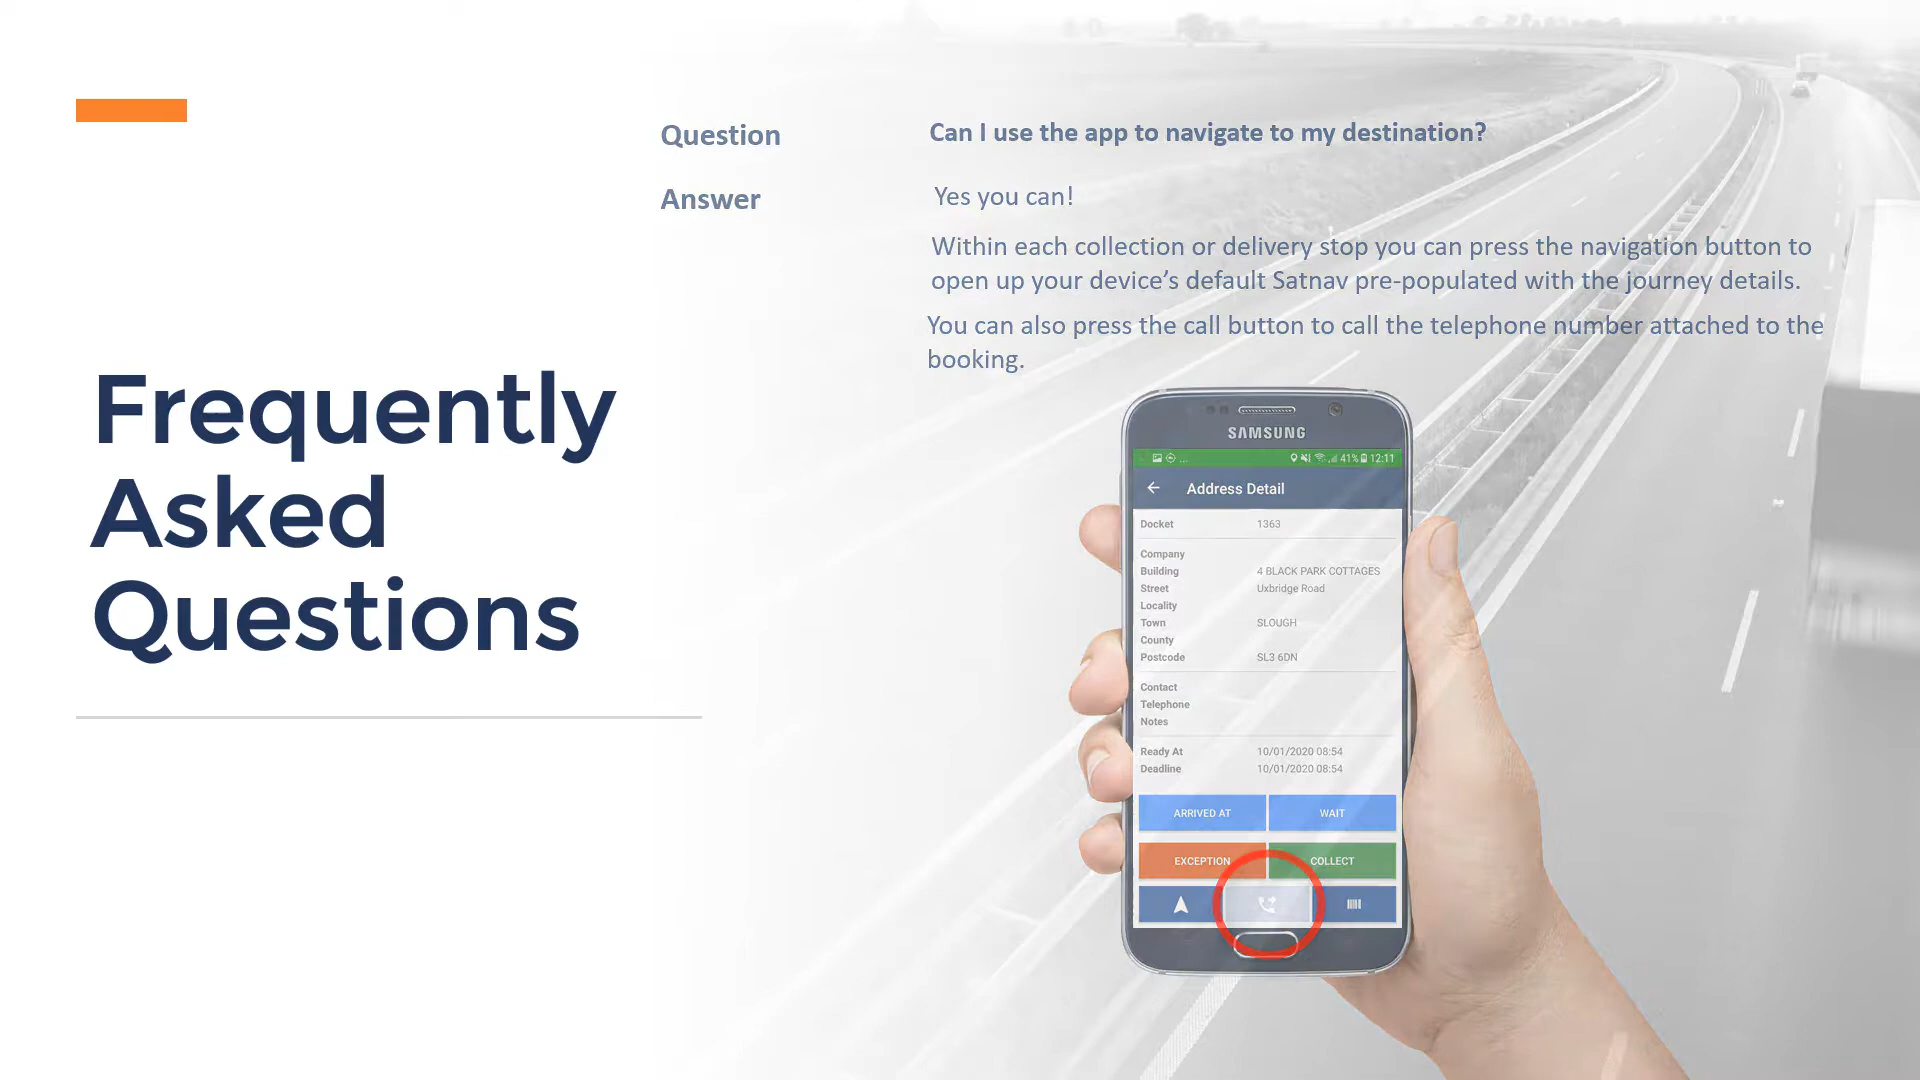 Frequently
Asked
Questions
Question
Can I use the app to navigate to my destination?
Answer
Yes you can!
Within each collection or delivery stop you can press the navigation button to
open up your device’s default Satnav pre-populated with the journey details.
You can also press the call button to call the telephone number attached to the
booking.
SAMSUNG
... 41% 12:11
Address Detail
Docket 1363
Company
Building 4 BLACK PARK COTTAGES
Street Uxbridge Road
Locality
Town SLOUGH
County
Postcode SL3 6DN
Contact
Telephone
Notes
Ready At 10/01/2020 08:54
Deadline 10/01/2020 08:54
ARRIVED AT WAIT
EXCEPTION COLLECT